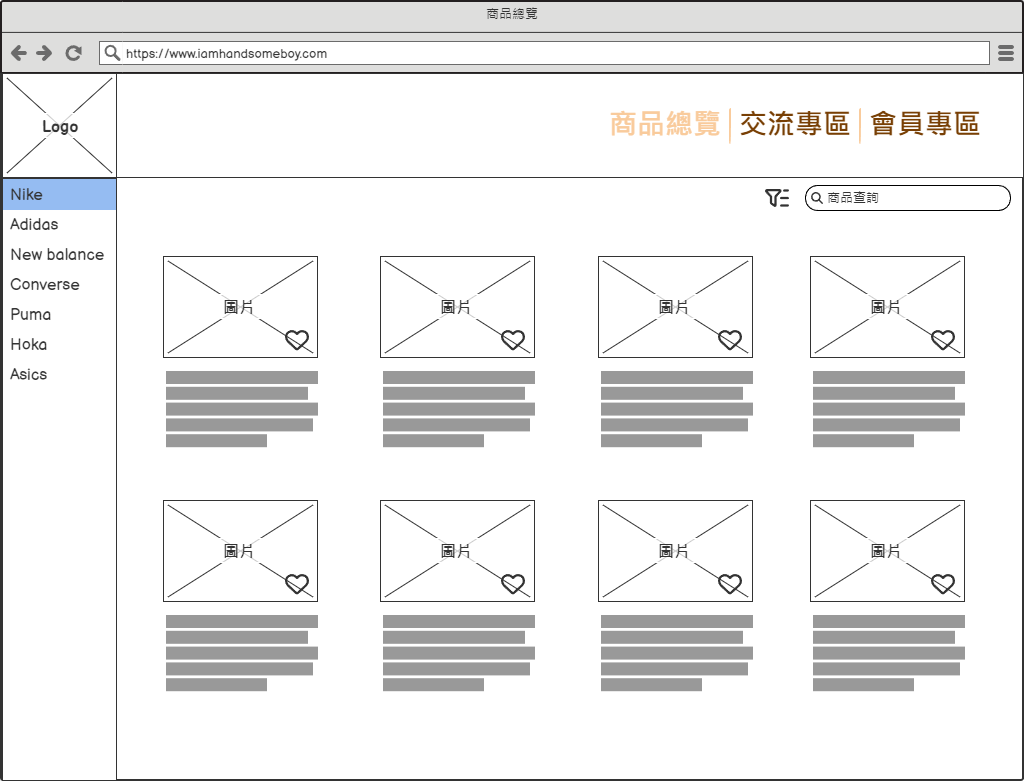 商品總覽
https://www.iamhandsomeboy.com
Logo
商品總覽 交流專區 會員專區
Nike
Adidas
New balance
Converse
Puma
Hoka
Asics
商品查詢
圖片 圖片 圖片 圖片
圖片 圖片 圖片 圖片